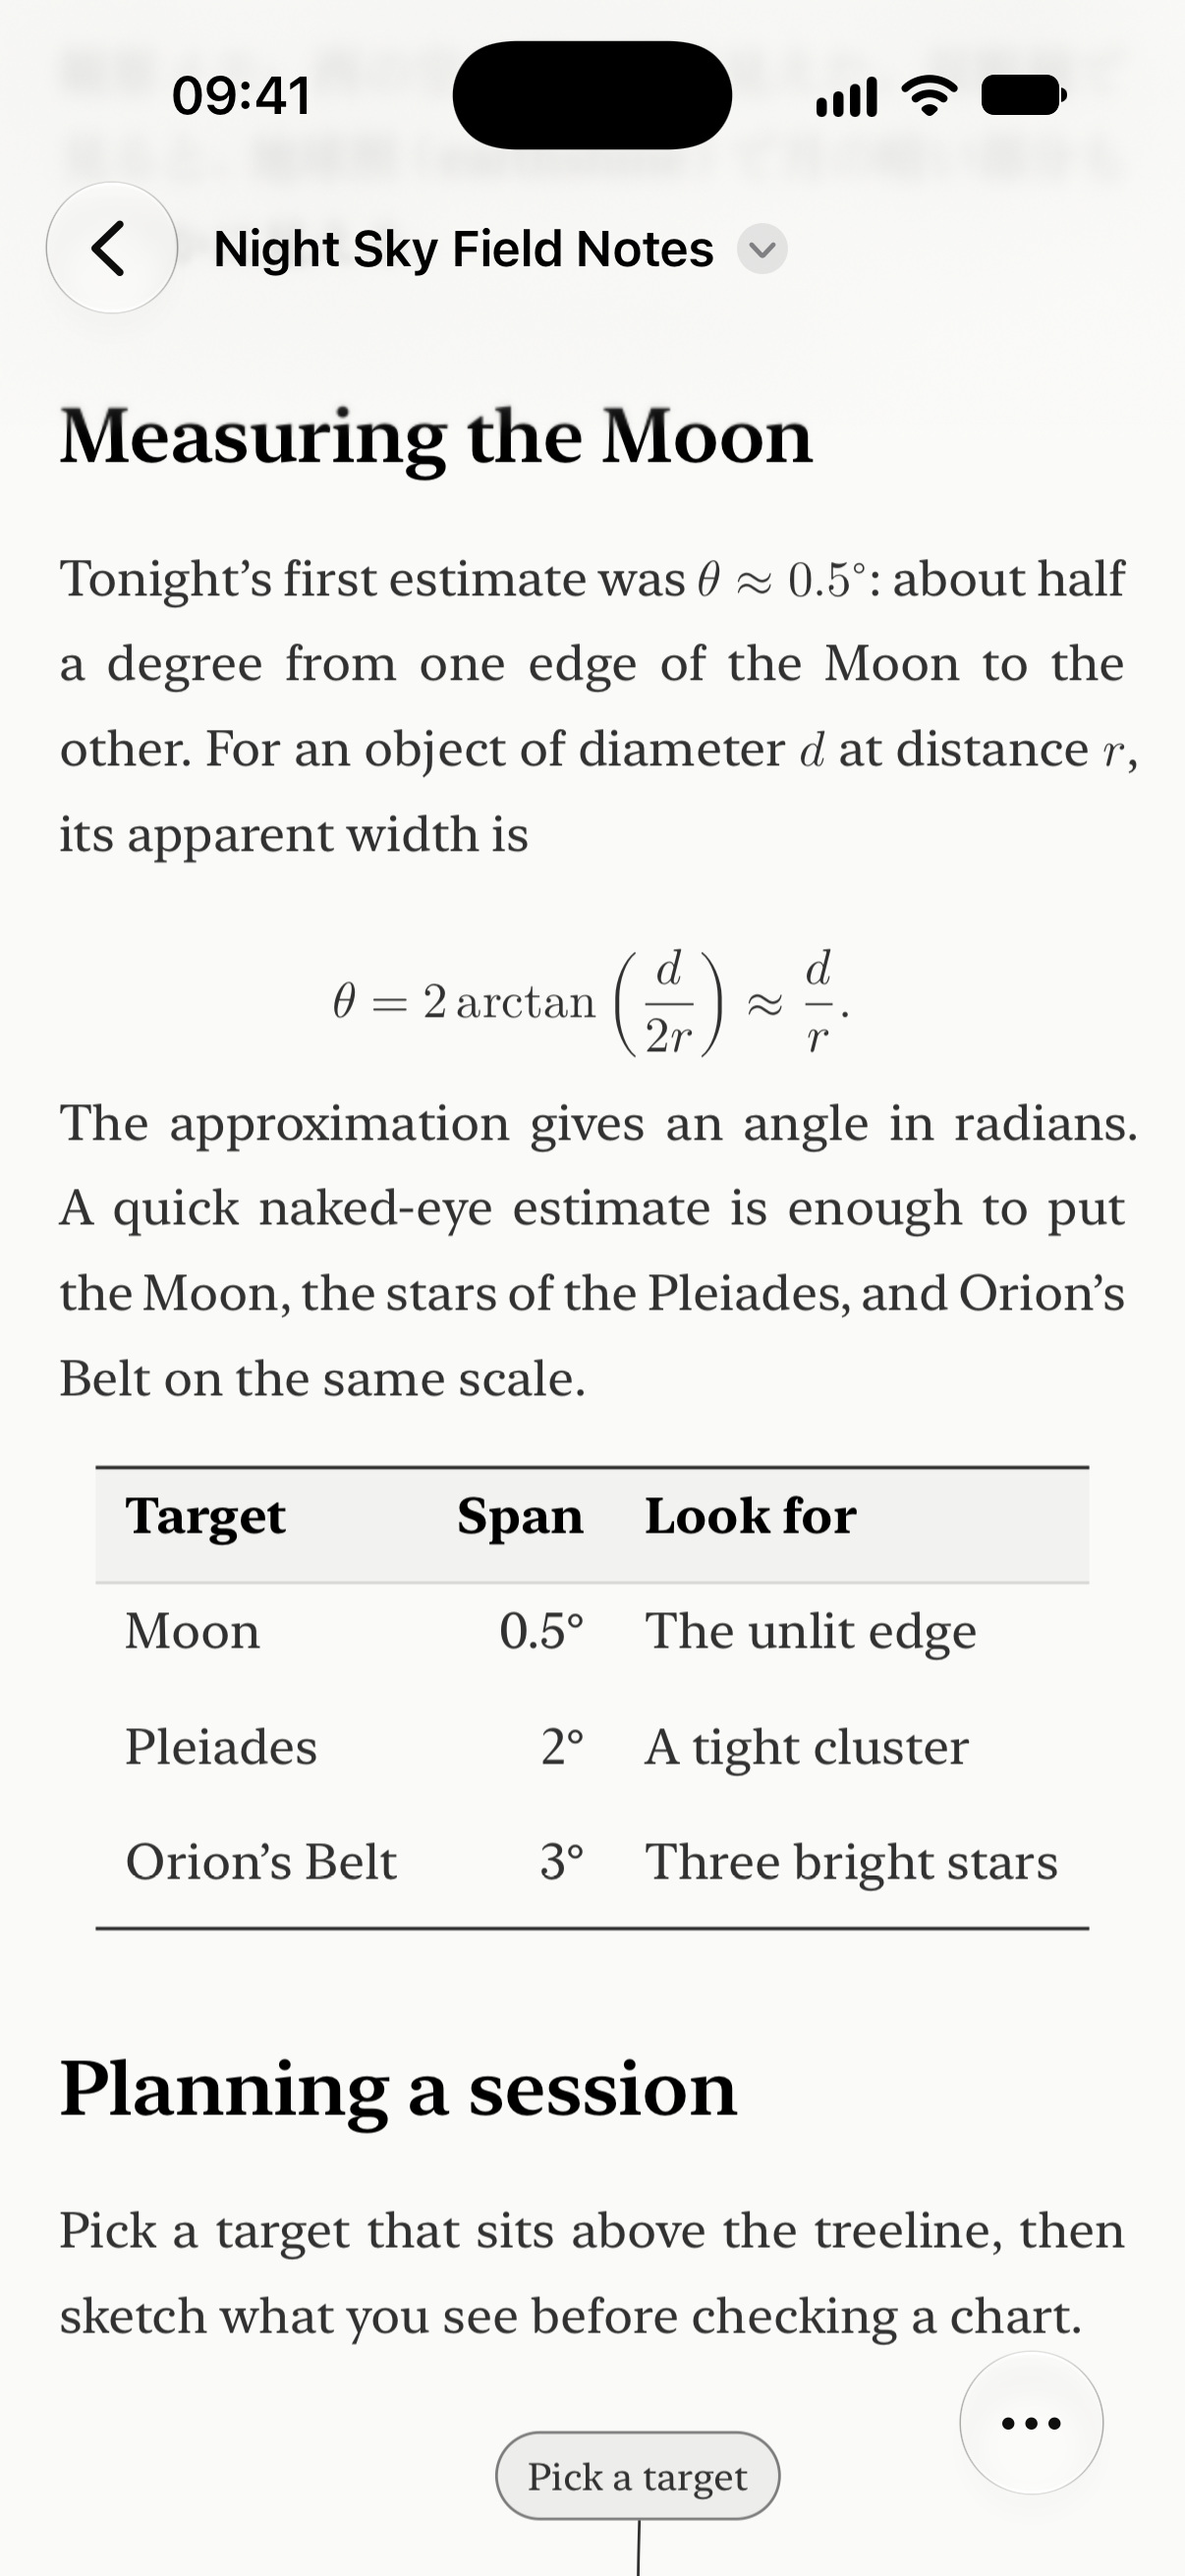 09:41
Night Sky Field Notes
Measuring the Moon
Tonight’s first estimate was θ ≈ 0.5°: about half
a degree from one edge of the Moon to the
other. For an object of diameter d at distance r,
its apparent width is
θ = 2 arctan (d/2r) ≈ d/r.
The approximation gives an angle in radians.
A quick naked-eye estimate is enough to put
the Moon, the stars of the Pleiades, and Orion’s
Belt on the same scale.
Target Span Look for
Moon 0.5° The unlit edge
Pleiades 2° A tight cluster
Orion’s Belt 3° Three bright stars
Planning a session
Pick a target that sits above the treeline, then
sketch what you see before checking a chart.
Pick a target